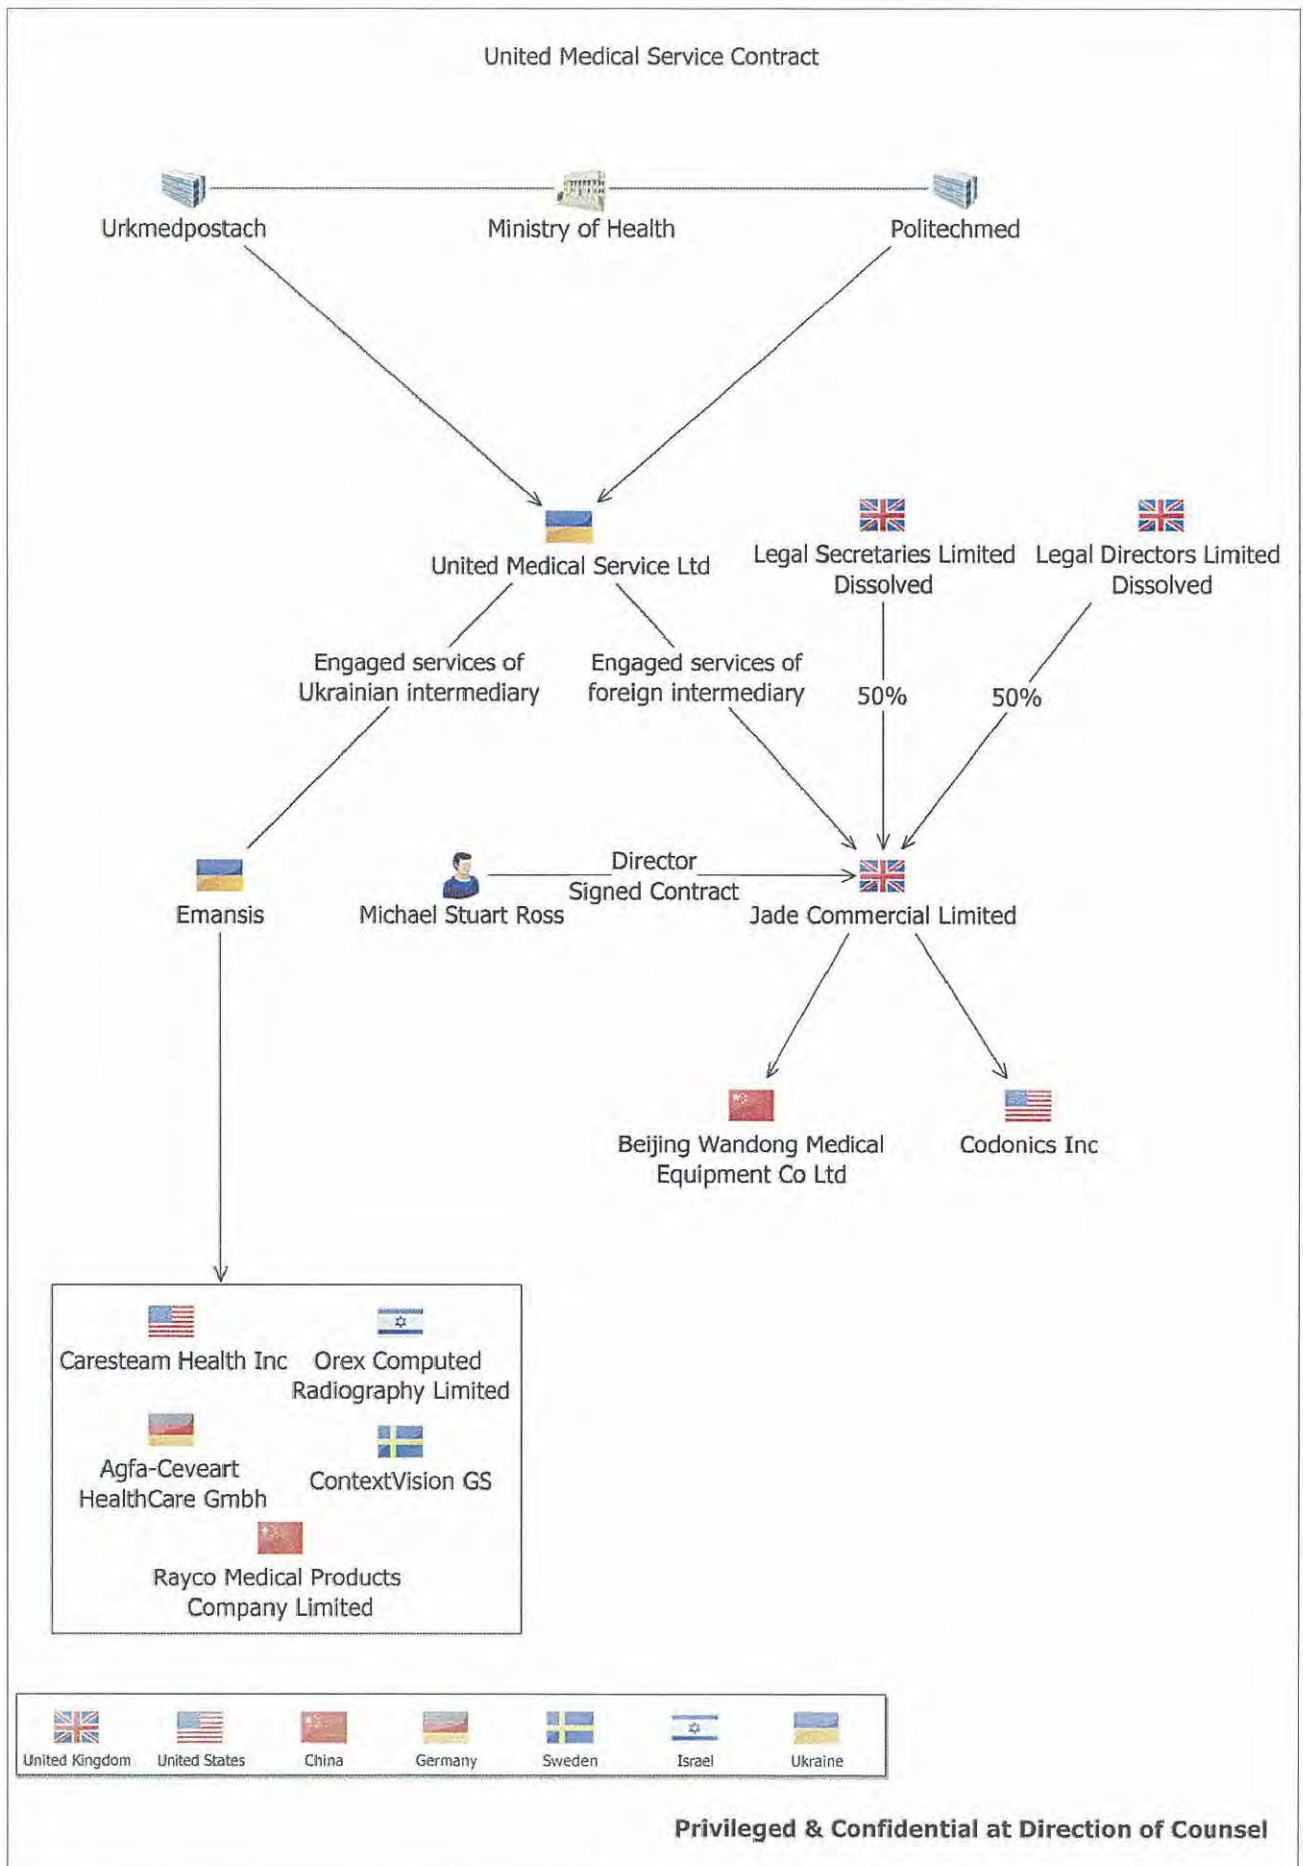 United Medical Service Contract
Urkmedpostach
Ministry of Health
Politechmed
United Medical Service Ltd
Legal Secretaries Limited
Dissolved
Legal Directors Limited
Dissolved
Engaged services of
Ukrainian intermediary
Engaged services of
foreign intermediary
50%
50%
Emansis
Michael Stuart Ross
Director
Signed Contract
Jade Commercial Limited
Beijing Wandong Medical
Equipment Co Ltd
Codonics Inc
Caresteam Health Inc
Orex Computed
Radiography Limited
Agfa-Ceveart
HealthCare Gmbh
ContextVision GS
Rayco Medical Products
Company Limited
United Kingdom
United States
China
Germany
Sweden
Israel
Ukraine
Privileged & Confidential at Direction of Counsel